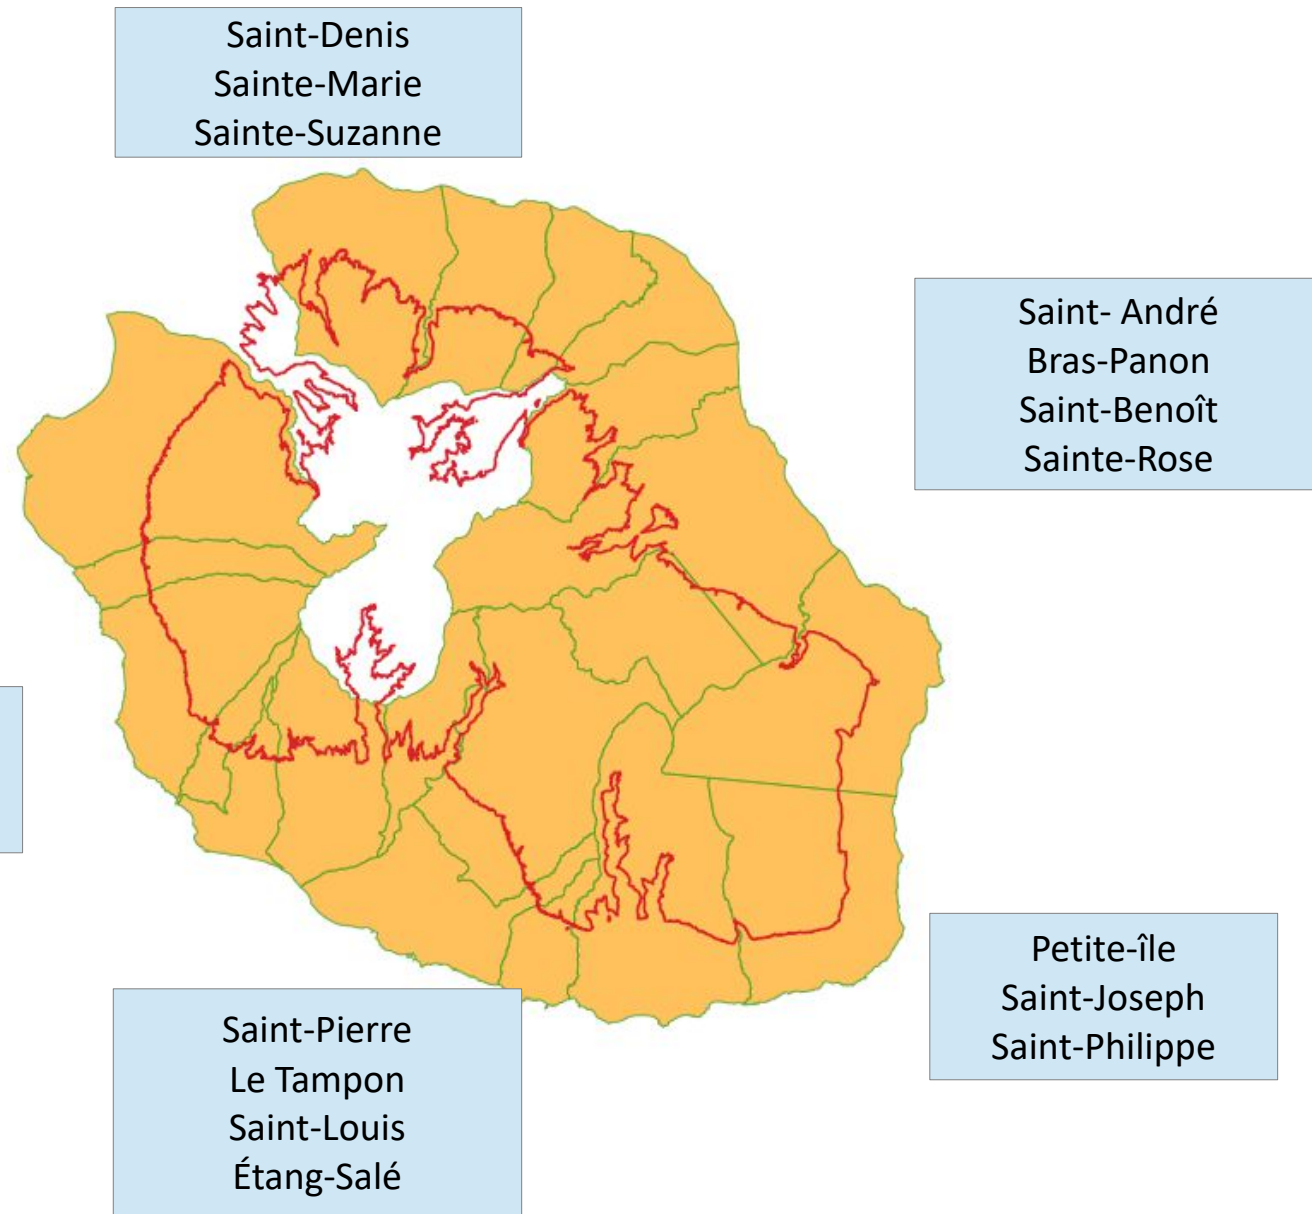 Saint-Denis
Sainte-Marie
Sainte-Suzanne
Saint- André
Bras-Panon
Saint-Benoît
Sainte-Rose
Petite-île
Saint-Joseph
Saint-Philippe
Saint-Pierre
Le Tampon
Saint-Louis
Étang-Salé